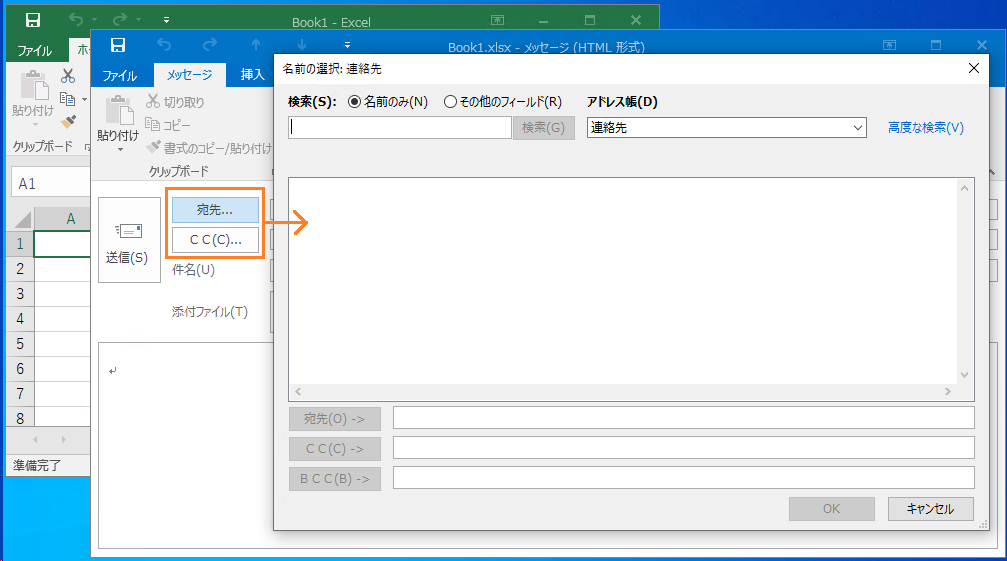 Book1 - Excel
ファイル
ホ
貼り付け
クリップボード
A1
A
1
2
3
4
5
6
7
8
準備完了
Book1.xlsx - メッセージ (HTML 形式)
ファイル
メッセージ
挿入
貼り付け
切り取り
コピー
書式のコピー/貼り付け
クリップボード
送信(S)
宛先...
ＣＣ(C)...
件名(U)
添付ファイル(T)
名前の選択: 連絡先
検索(S): 名前のみ(N) その他のフィールド(R) アドレス帳(D)
検索(G) 連絡先 高度な検索(V)
宛先(O) ->
ＣＣ(C) ->
ＢＣＣ(B) ->
OK キャンセル